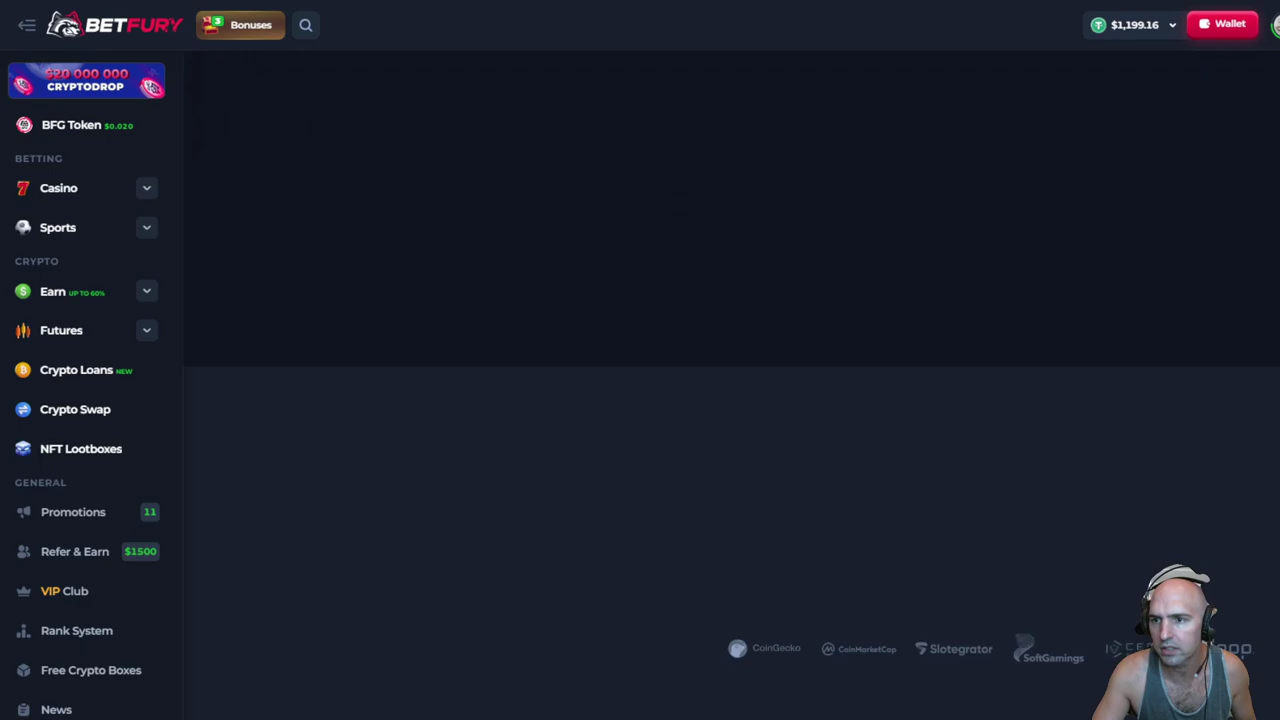 BETFURY
3
Bonuses
$1,199.16
Wallet
$20 000 000
CRYPTODROP
BFG Token $0.020
BETTING
Casino
Sports
CRYPTO
Earn UP TO 60%
Futures
Crypto Loans NEW
Crypto Swap
NFT Lootboxes
GENERAL
Promotions 11
Refer & Earn $1500
VIP Club
Rank System
Free Crypto Boxes
News
CoinGecko
CoinMarketCap
Slotegrator
SoftGamings